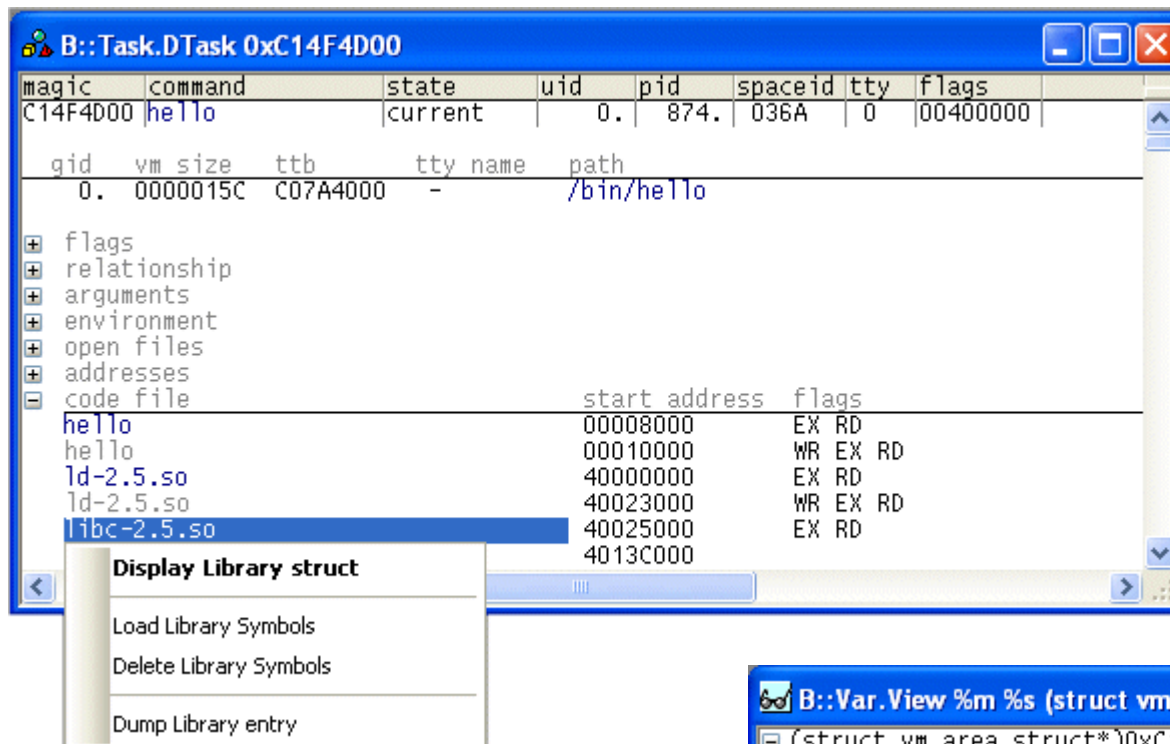 B::Task.DTask 0xC14F4D00
magic command state uid pid spaceid tty flags
C14F4D00 hello current 0. 874. 036A 0 00400000
gid vm size ttb tty name path
0. 0000015C C07A4000 - /bin/hello
flags
relationship
arguments
environment
open files
addresses
code file start address flags
hello 00008000 EX RD
hello 00010000 WR EX RD
ld-2.5.so 40000000 EX RD
ld-2.5.so 40023000 WR EX RD
libc-2.5.so 40025000 EX RD
4013C000
Display Library struct
Load Library Symbols
Delete Library Symbols
Dump Library entry
B::Var.View %m %s (struct vm
(struct vm_area_struct*)0xC